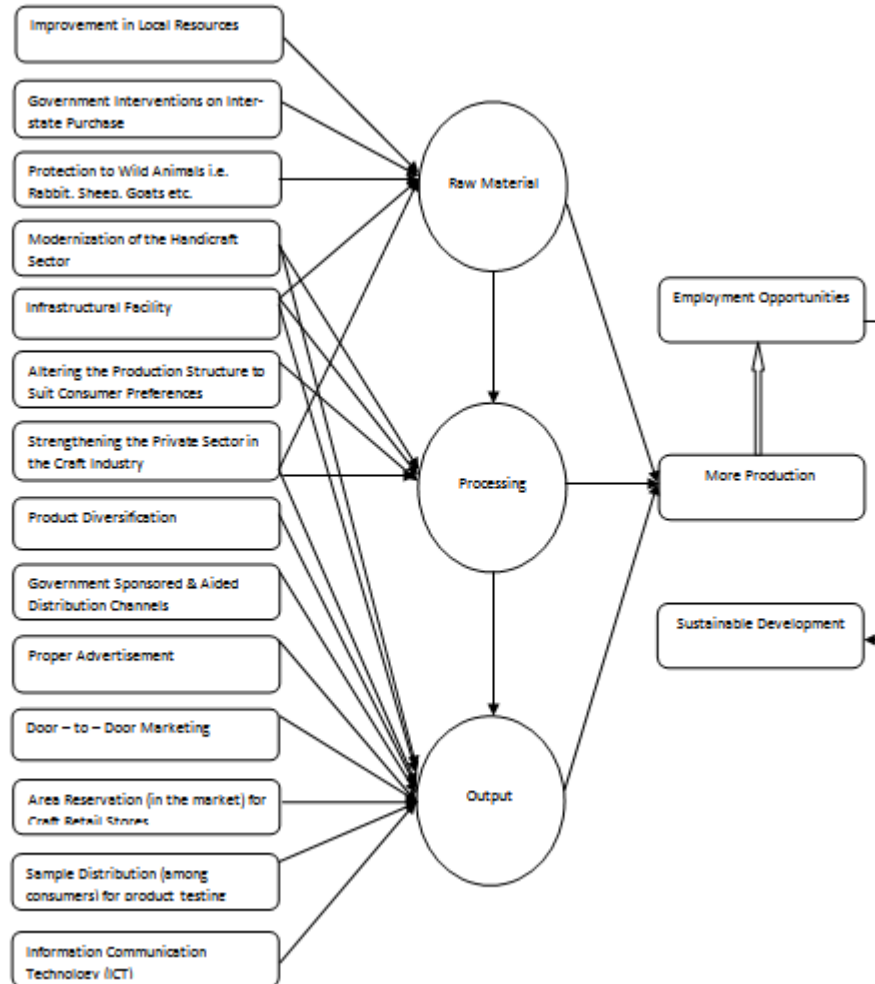 Improvement in Local Resources
Government Interventions on Inter-
state Purchase
Protection to Wild Animals i.e.
Rabbit, Sheep, Goats etc.
Modernization of the Handicraft
Sector
Infrastructural Facility
Altering the Production Structure to
Suit Consumer Preferences
Strengthening the Private Sector in
the Craft Industry
Product Diversification
Government Sponsored & Aided
Distribution Channels
Proper Advertisement
Door – to – Door Marketing
Area Reservation (in the market) for
Craft Retail Stores
Sample Distribution (among
consumers) for product testing
Information Communication
Technology (ICT)
Raw Material
Processing
Output
Employment Opportunities
More Production
Sustainable Development